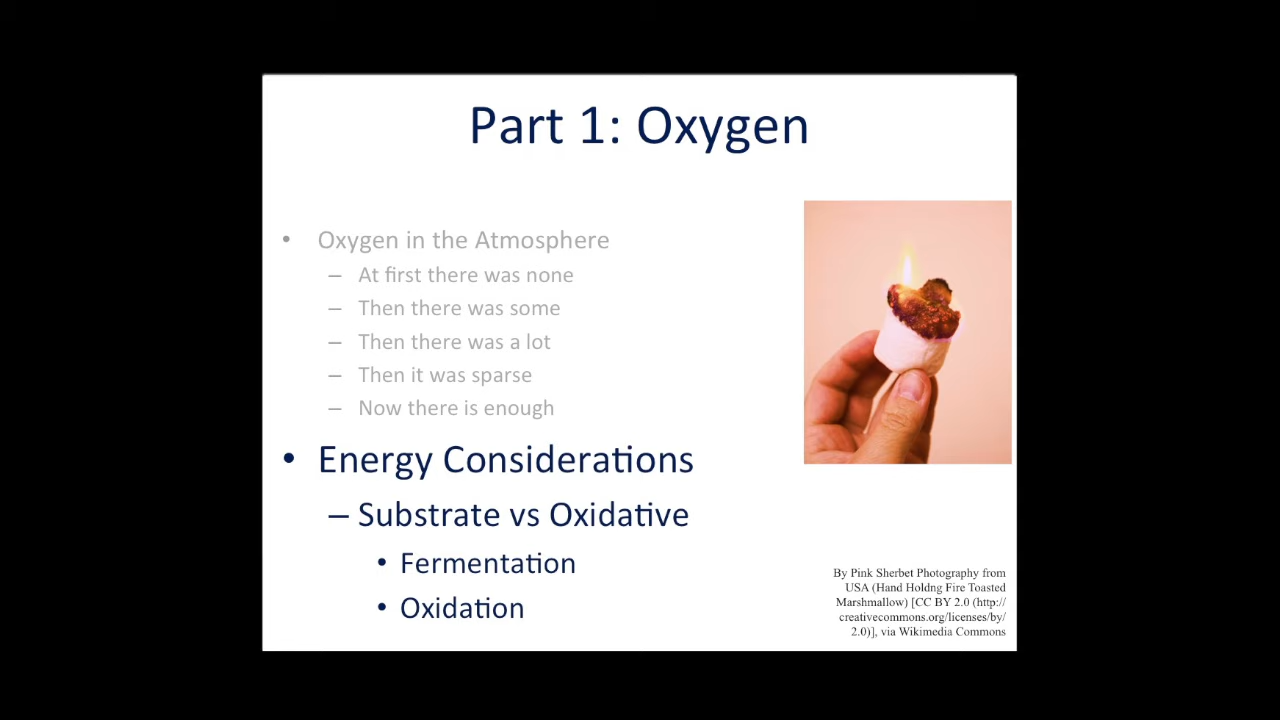 Part 1: Oxygen
• Oxygen in the Atmosphere
– At first there was none
– Then there was some
– Then there was a lot
– Then it was sparse
– Now there is enough
• Energy Considerations
– Substrate vs Oxidative
• Fermentation
• Oxidation
By Pink Sherbet Photography from
USA (Hand Holdng Fire Toasted
Marshmallow) [CC BY 2.0 (http://
creativecommons.org/licenses/by/
2.0)], via Wikimedia Commons